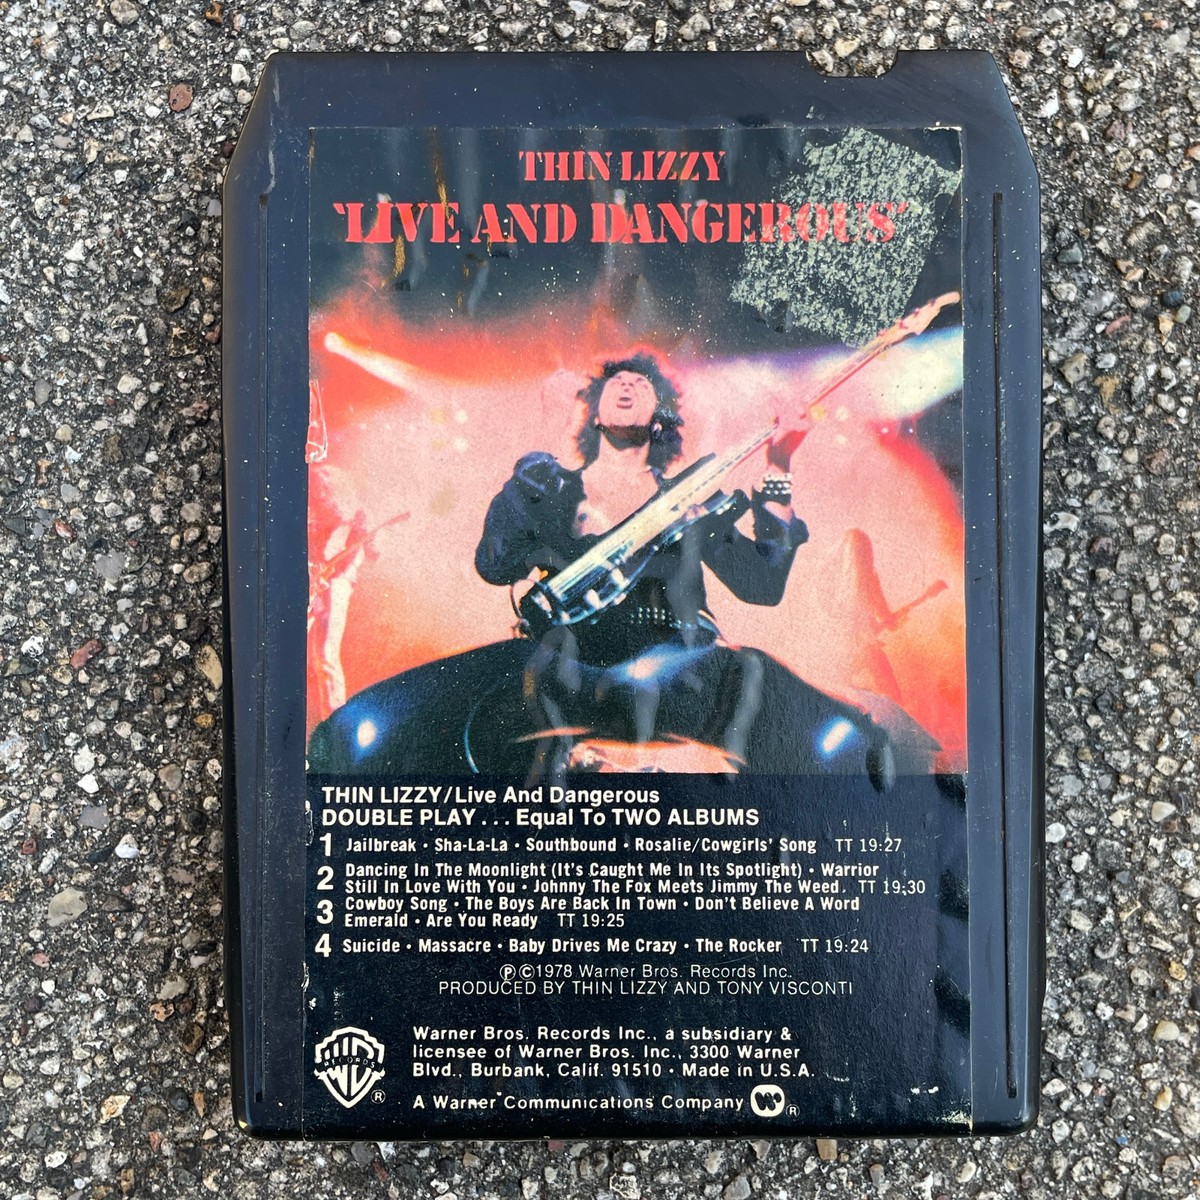 THIN LIZZY
'LIVE AND DANGEROUS'
THIN LIZZY/Live And Dangerous
DOUBLE PLAY... Equal To TWO ALBUMS
1 Jailbreak • Sha-La-La • Southbound • Rosalie/Cowgirls' Song TT 19:27
2 Dancing In The Moonlight (It's Caught Me In Its Spotlight) • Warrior
Still In Love With You • Johnny The Fox Meets Jimmy The Weed. TT 19:30
3 Cowboy Song • The Boys Are Back In Town • Don't Believe A Word
Emerald • Are You Ready TT 19:25
4 Suicide • Massacre • Baby Drives Me Crazy • The Rocker TT 19:24
℗©1978 Warner Bros. Records Inc.
PRODUCED BY THIN LIZZY AND TONY VISCONTI
RECORDS
®
Warner Bros. Records Inc., a subsidiary &
licensee of Warner Bros. Inc., 3300 Warner
Blvd., Burbank, Calif. 91510 • Made in U.S.A.
A Warner Communications Company ®